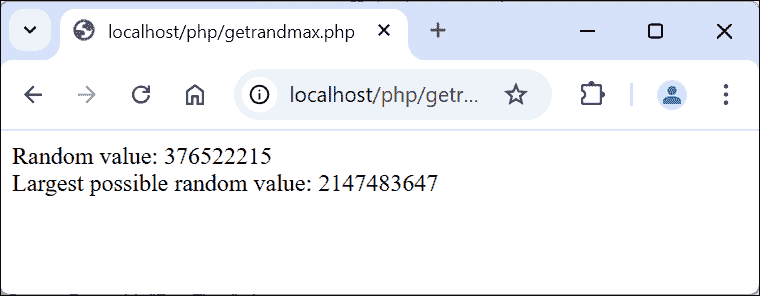 localhost/php/getrandmax.php
localhost/php/getr...
Random value: 376522215
Largest possible random value: 2147483647